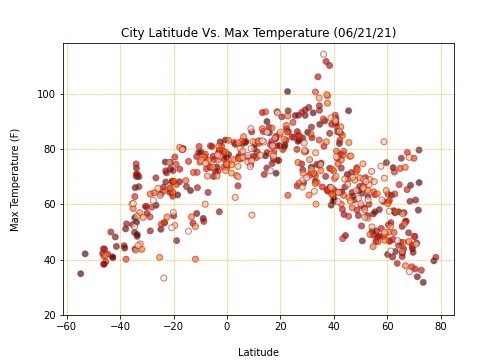 City Latitude Vs. Max Temperature (06/21/21)
Max Temperature (F)
100
80
60
40
20
−60 −40 −20 0 20 40 60 80
Latitude